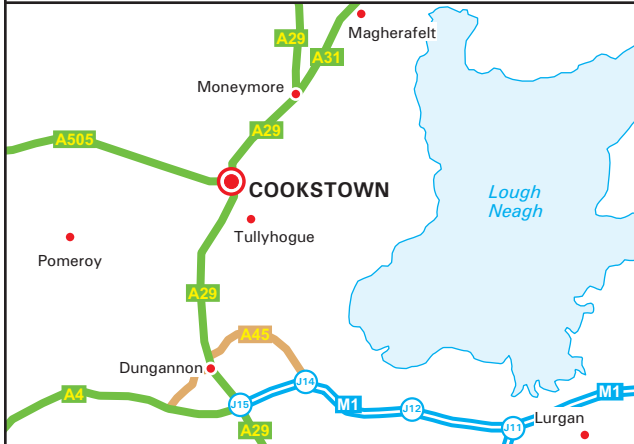 A29
Magherafelt
A31
Moneymore
A29
A505
COOKSTOWN
Lough
Neagh
Tullyhogue
Pomeroy
A29
A45
Dungannon
J14
A4
M1
J15
M1
J12
Lurgan
J11
A29